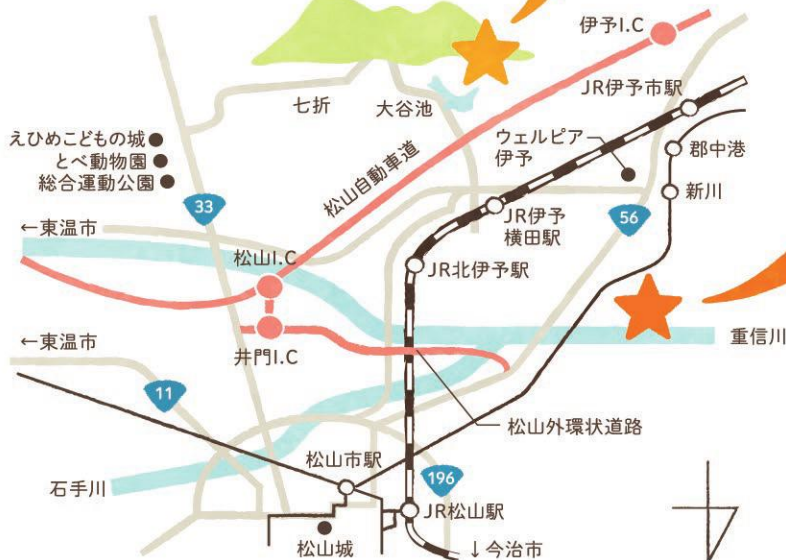 伊予I.C
JR伊予市駅
七折
大谷池
えひめこどもの城
とべ動物園
総合運動公園
ウェルピア
伊予
郡中港
松山自動車道
新川
33
JR伊予
横田駅
56
←東温市
松山I.C
JR北伊予駅
重信川
←東温市
井門I.C
11
松山外環状道路
松山市駅
石手川
196
JR松山駅
松山城
↓今治市